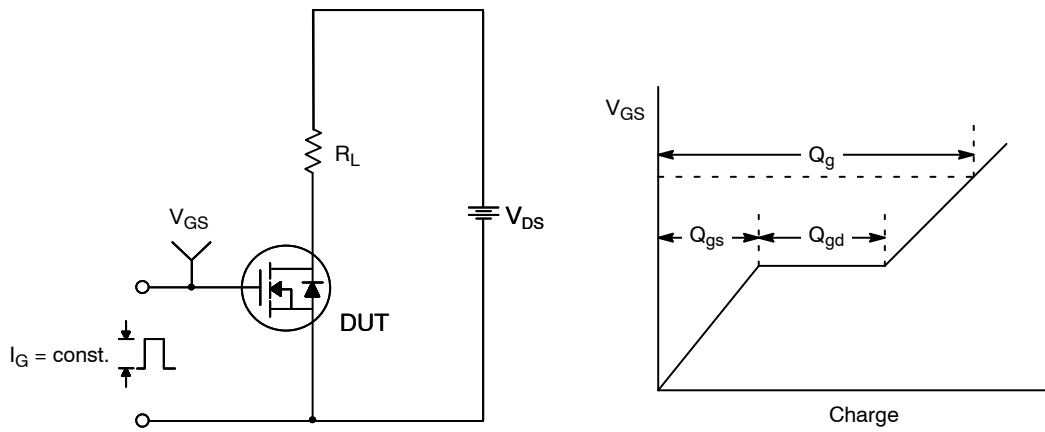 R_L
V_GS
V_DS
DUT
I_G = const.
V_GS
Q_g
Q_gs
Q_gd
Charge